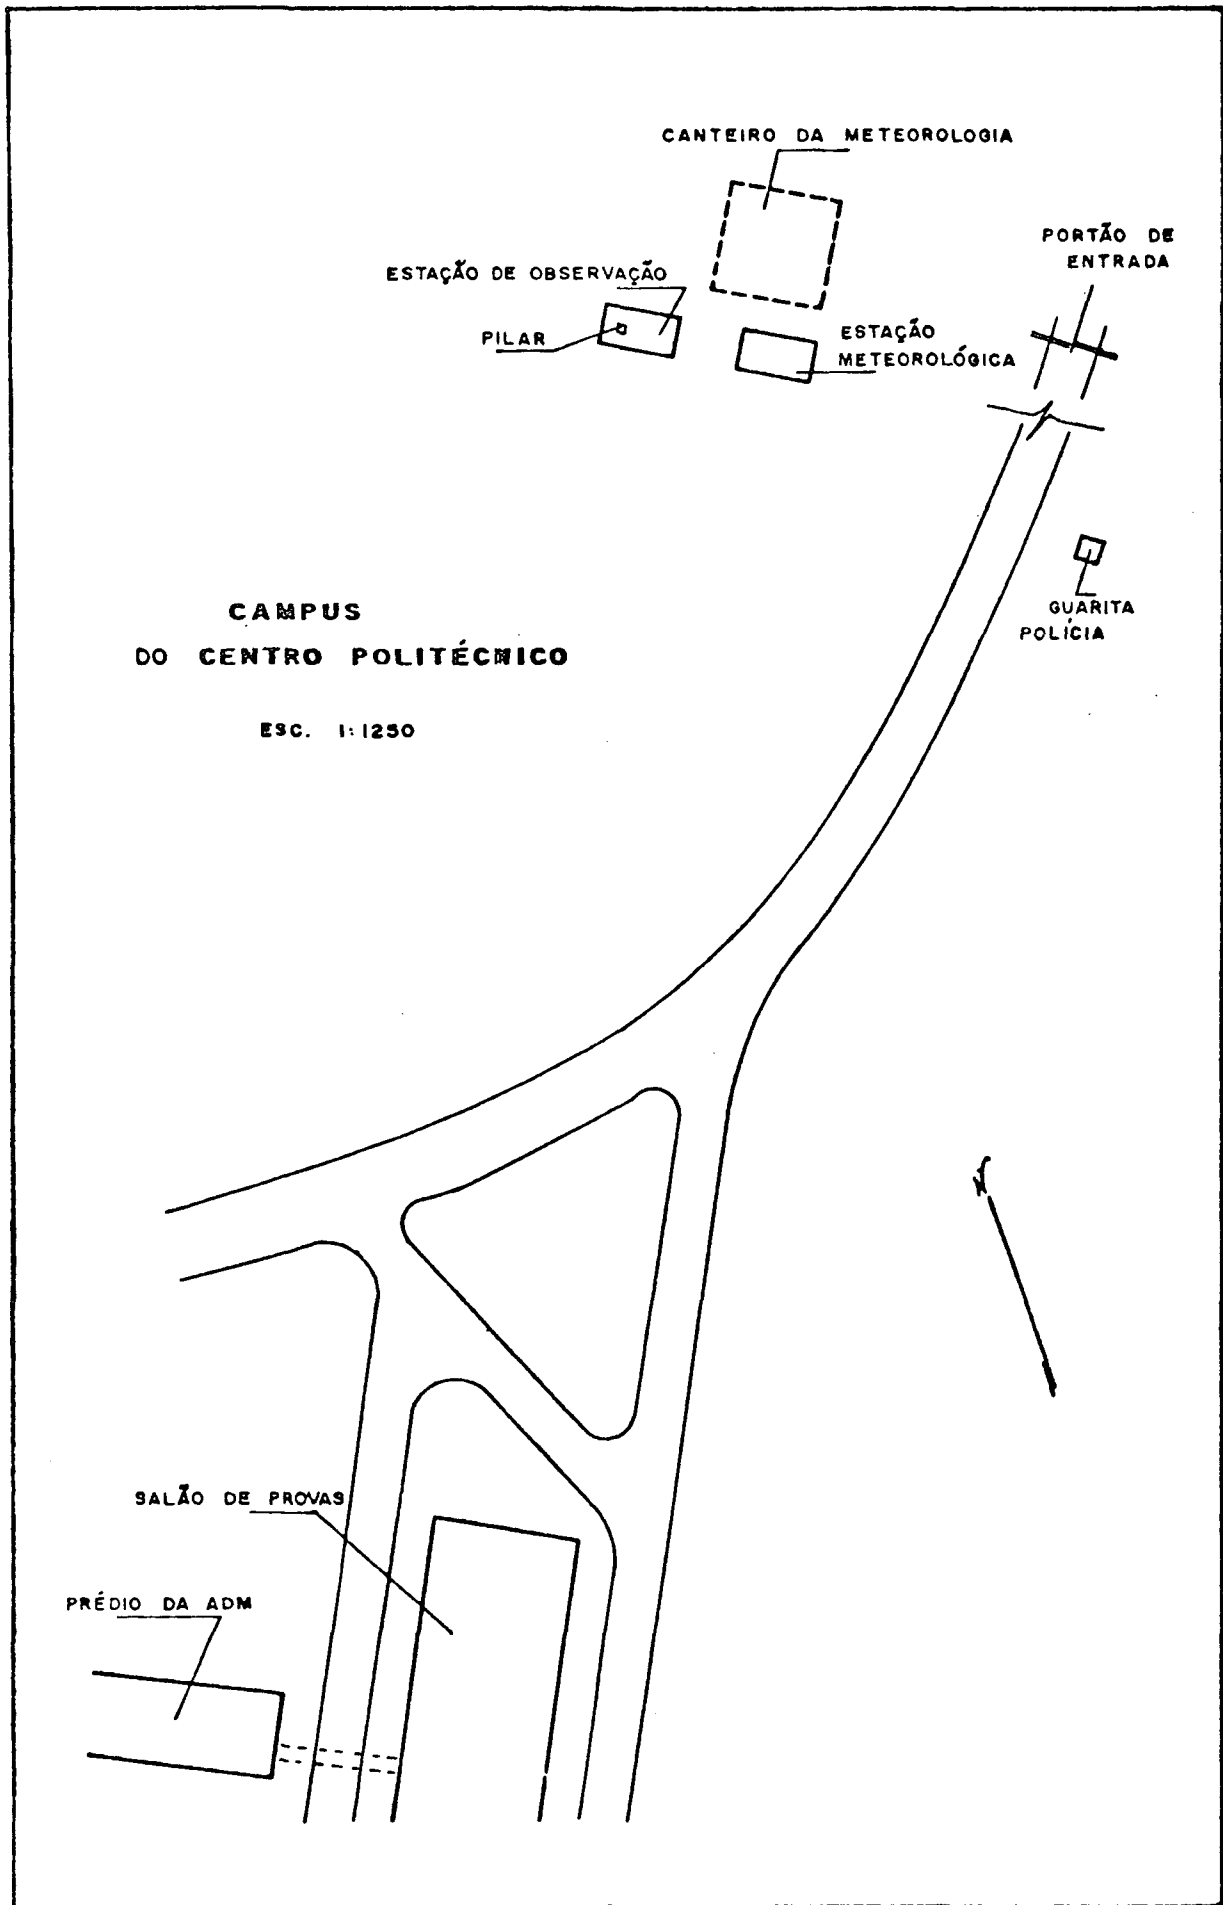 CANTEIRO DA METEOROLOGIA
PORTÃO DE
ENTRADA
ESTAÇÃO DE OBSERVAÇÃO
PILAR
ESTAÇÃO
METEOROLÓGICA
GUARITA
POLÍCIA
CAMPUS
DO CENTRO POLITÉCNICO
ESC. 1:1250
SALÃO DE PROVAS
PRÉDIO DA ADM